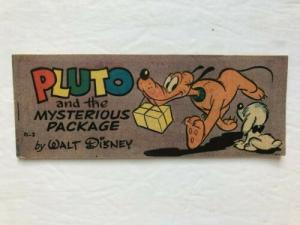 PLUTO
and the
MYSTERIOUS
PACKAGE
by WALT DISNEY